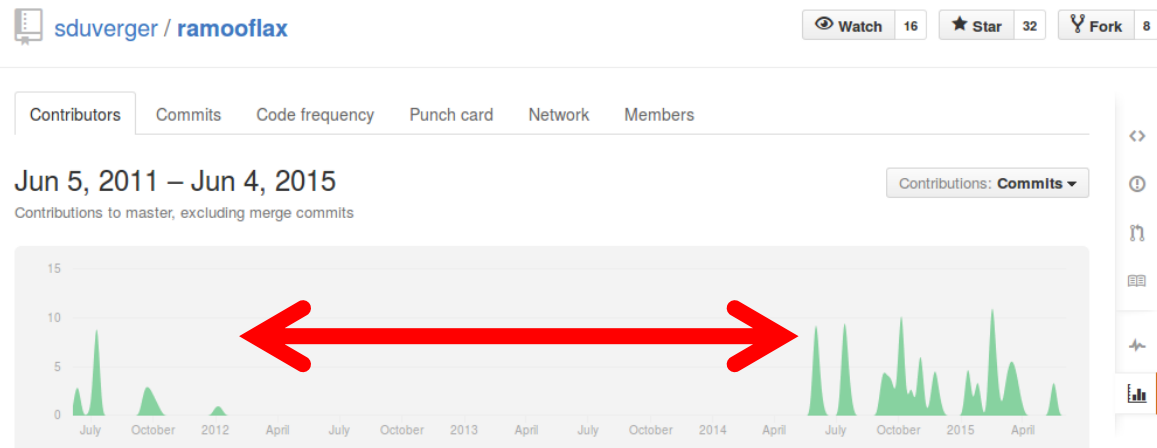 sduverger / ramooflax
Watch 16 Star 32 Fork 8
Contributors Commits Code frequency Punch card Network Members
Jun 5, 2011 – Jun 4, 2015
Contributions: Commits
Contributions to master, excluding merge commits
15
10
5
0
July October 2012 April July October 2013 April July October 2014 April July October 2015 April